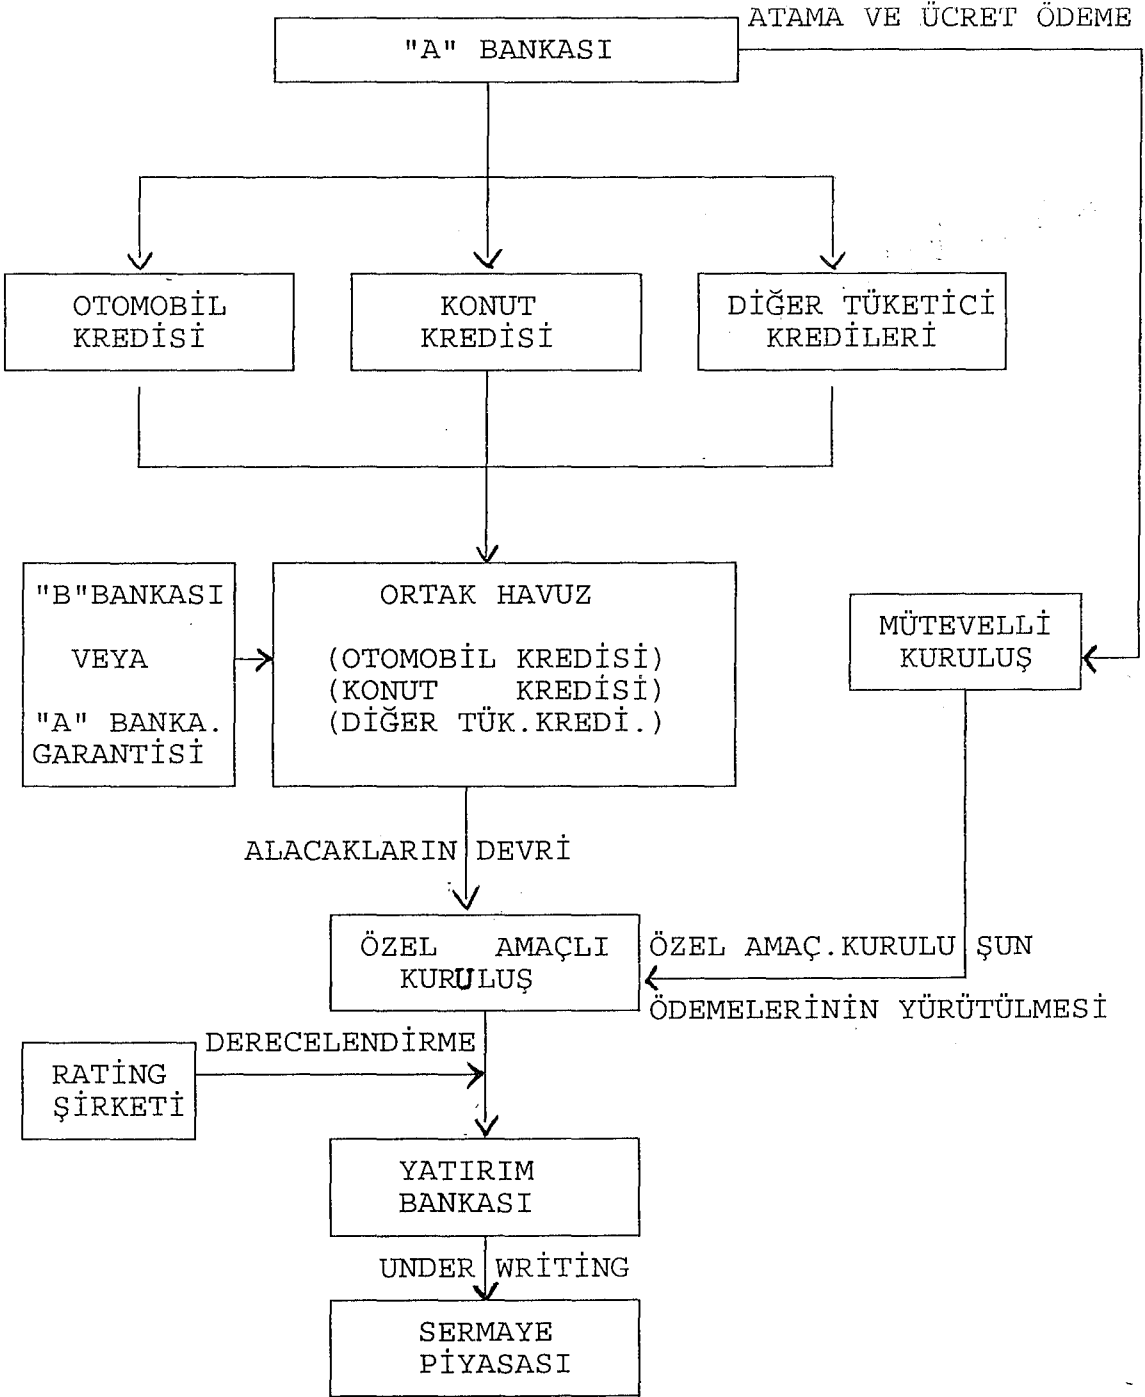 ATAMA VE ÜCRET ÖDEME
"A" BANKASI
OTOMOBİL
KREDİSİ
KONUT
KREDİSİ
DİĞER TÜKETİCİ
KREDİLERİ
"B"BANKASI
VEYA
"A" BANKA.
GARANTİSİ
ORTAK HAVUZ
(OTOMOBİL KREDİSİ)
(KONUT KREDİSİ)
(DİĞER TÜK.KREDİ.)
MÜTEVELLİ
KURULUŞ
ALACAKLARIN DEVRİ
ÖZEL AMAÇLI
KURULUŞ
ÖZEL AMAÇ.KURULU ŞUN
ÖDEMELERİNİN YÜRÜTÜLMESİ
DERECELENDİRME
RATİNG
ŞİRKETİ
YATIRIM
BANKASI
UNDER WRİTİNG
SERMAYE
PİYASASI